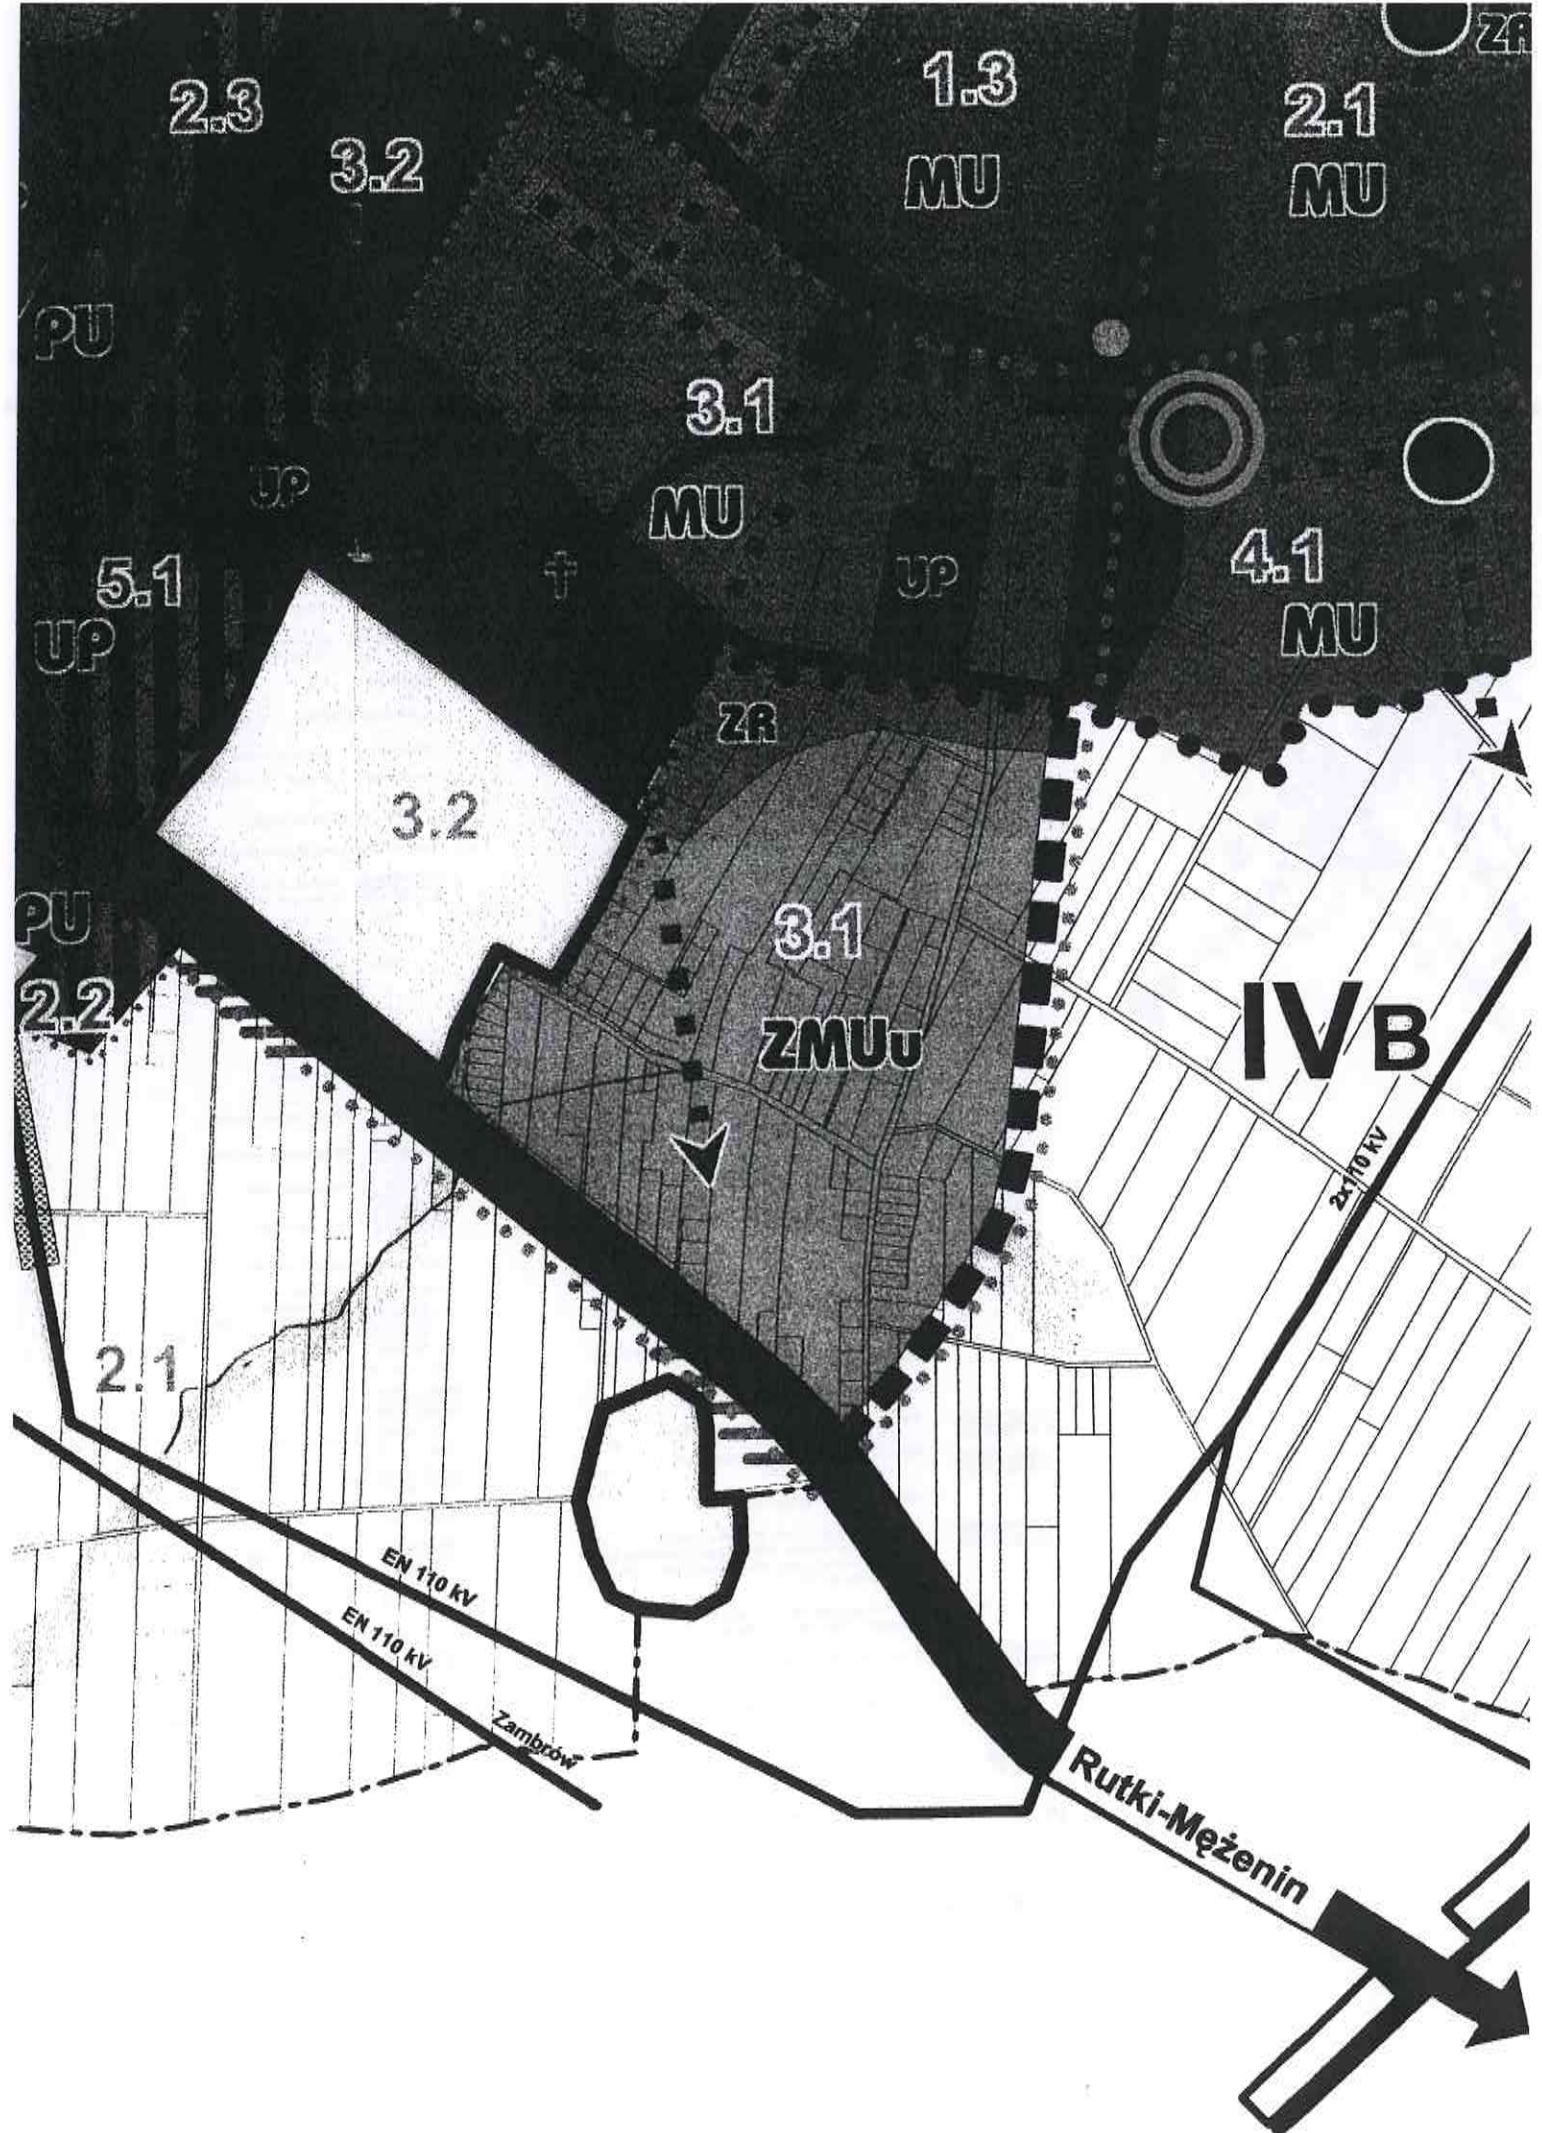 ZR
1.3
2.3
2.1
3.2
MU
MU
PU
3.1
UP
MU
4.1
5.1
UP
MU
UP
ZR
3.2
PU
3.1
2.2
ZMUu
IVB
2x110 kV
2.1
EN 110 kV
EN 110 kV
Zambrów
Rutki-Mężenin